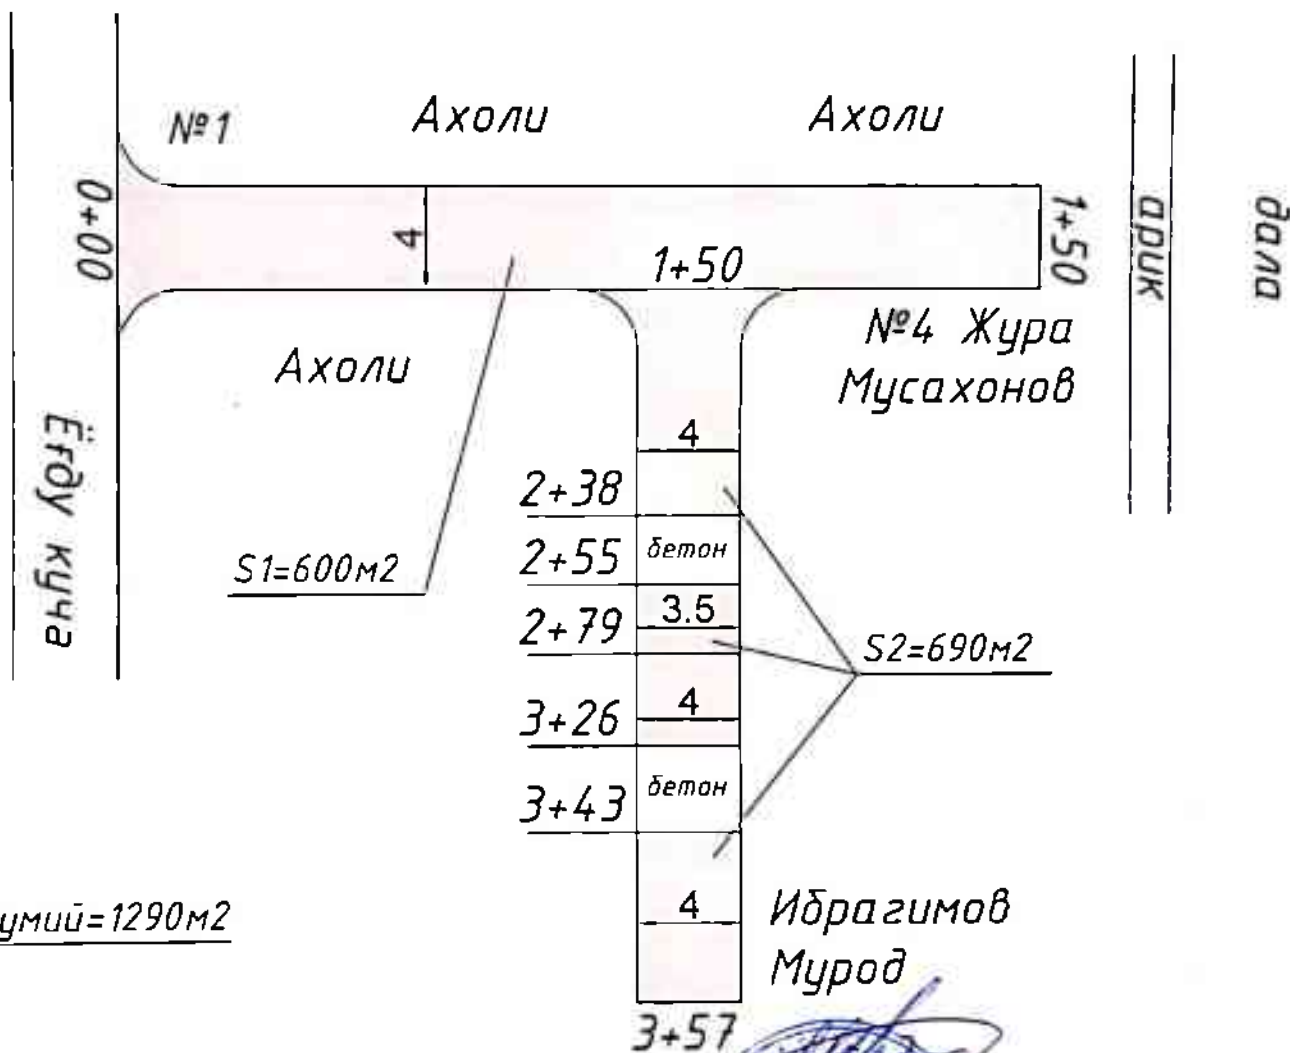 №1
Ахоли
Ахоли
0+00
4
1+50
1+50
арик
дала
№4 Жура
Мусахонов
Ахоли
Ёғду куча
4
2+38
2+55
бетон
S1=600м2
3.5
2+79
S2=690м2
4
3+26
бетон
3+43
умий=1290м2
4
Ибрагимов
Мурод
3+57